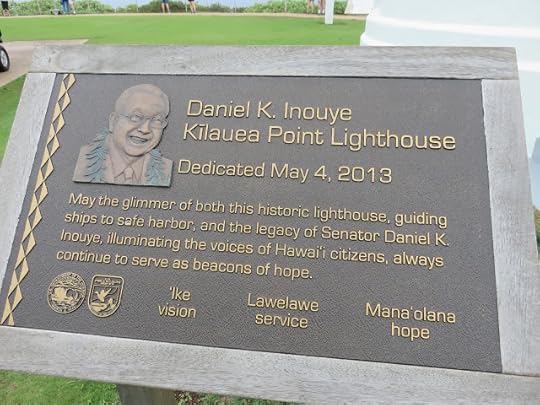 Daniel K. Inouye
Kīlauea Point Lighthouse
Dedicated May 4, 2013
May the glimmer of both this historic lighthouse, guiding
ships to safe harbor, and the legacy of Senator Daniel K.
Inouye, illuminating the voices of Hawai‘i citizens, always
continue to serve as beacons of hope.
‘Ike
vision
Lawelawe
service
Mana‘olana
hope